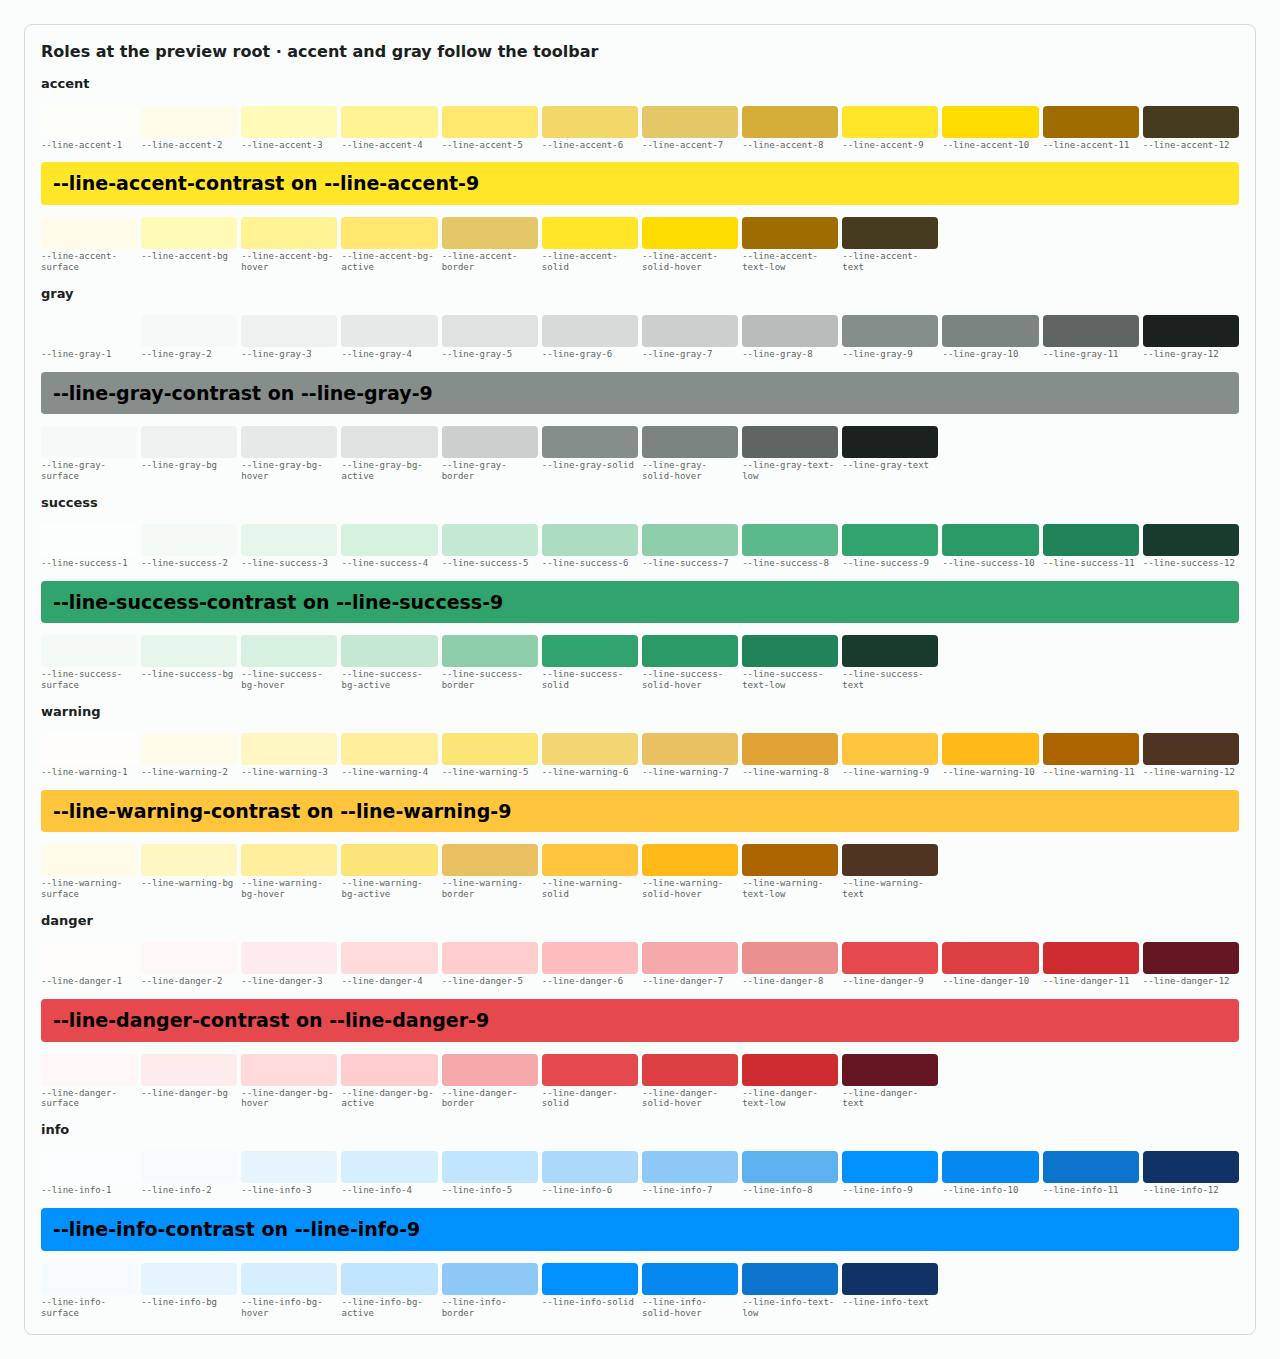 Roles at the preview root · accent and gray follow the toolbar
accent
--line-accent-1 --line-accent-2 --line-accent-3 --line-accent-4 --line-accent-5 --line-accent-6 --line-accent-7 --line-accent-8 --line-accent-9 --line-accent-10 --line-accent-11 --line-accent-12
--line-accent-contrast on --line-accent-9
--line-accent- --line-accent-bg --line-accent-bg- --line-accent-bg- --line-accent- --line-accent- --line-accent- --line-accent- --line-accent-
surface hover active border solid solid-hover text-low text
gray
--line-gray-1 --line-gray-2 --line-gray-3 --line-gray-4 --line-gray-5 --line-gray-6 --line-gray-7 --line-gray-8 --line-gray-9 --line-gray-10 --line-gray-11 --line-gray-12
--line-gray-contrast on --line-gray-9
--line-gray- --line-gray-bg --line-gray-bg- --line-gray-bg- --line-gray- --line-gray-solid --line-gray- --line-gray-text- --line-gray-text
surface hover active border solid-hover low
success
--line-success-1 --line-success-2 --line-success-3 --line-success-4 --line-success-5 --line-success-6 --line-success-7 --line-success-8 --line-success-9 --line-success-10 --line-success-11 --line-success-12
--line-success-contrast on --line-success-9
--line-success- --line-success-bg --line-success- --line-success- --line-success- --line-success- --line-success- --line-success- --line-success-
surface bg-hover bg-active border solid solid-hover text-low text
warning
--line-warning-1 --line-warning-2 --line-warning-3 --line-warning-4 --line-warning-5 --line-warning-6 --line-warning-7 --line-warning-8 --line-warning-9 --line-warning-10 --line-warning-11 --line-warning-12
--line-warning-contrast on --line-warning-9
--line-warning- --line-warning-bg --line-warning- --line-warning- --line-warning- --line-warning- --line-warning- --line-warning- --line-warning-
surface bg-hover bg-active border solid solid-hover text-low text
danger
--line-danger-1 --line-danger-2 --line-danger-3 --line-danger-4 --line-danger-5 --line-danger-6 --line-danger-7 --line-danger-8 --line-danger-9 --line-danger-10 --line-danger-11 --line-danger-12
--line-danger-contrast on --line-danger-9
--line-danger- --line-danger-bg --line-danger-bg- --line-danger-bg- --line-danger- --line-danger- --line-danger- --line-danger- --line-danger-
surface hover active border solid solid-hover text-low text
info
--line-info-1 --line-info-2 --line-info-3 --line-info-4 --line-info-5 --line-info-6 --line-info-7 --line-info-8 --line-info-9 --line-info-10 --line-info-11 --line-info-12
--line-info-contrast on --line-info-9
--line-info- --line-info-bg --line-info-bg- --line-info-bg- --line-info- --line-info-solid --line-info- --line-info-text- --line-info-text
surface hover active border solid-hover low